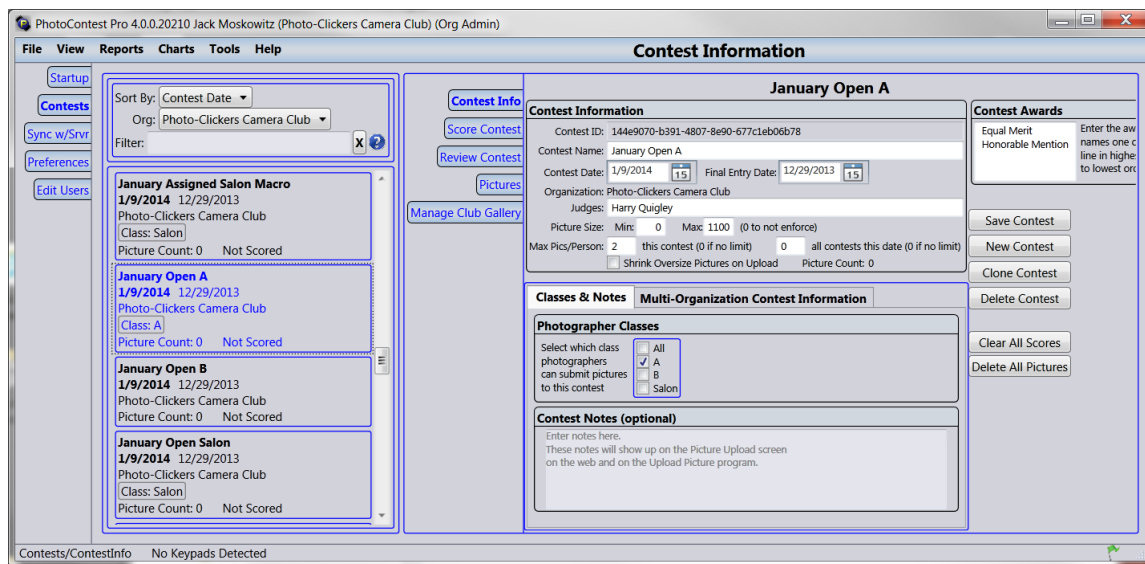 PhotoContest Pro 4.0.0.20210 Jack Moskowitz (Photo-Clickers Camera Club) (Org Admin)
File View Reports Charts Tools Help
Contest Information
Startup
Contests
Sync w/Srvr
Preferences
Edit Users
Sort By: Contest Date
Org: Photo-Clickers Camera Club
Filter: X ?
January Assigned Salon Macro
1/9/2014 12/29/2013
Photo-Clickers Camera Club
Class: Salon
Picture Count: 0 Not Scored
January Open A
1/9/2014 12/29/2013
Photo-Clickers Camera Club
Class: A
Picture Count: 0 Not Scored
January Open B
1/9/2014 12/29/2013
Photo-Clickers Camera Club
Picture Count: 0 Not Scored
January Open Salon
1/9/2014 12/29/2013
Photo-Clickers Camera Club
Class: Salon
Picture Count: 0 Not Scored
Contest Info
Score Contest
Review Contest
Pictures
Manage Club Gallery
January Open A
Contest Information
Contest ID: 144e9070-b391-4807-8e90-677c1eb06b78
Contest Name: January Open A
Contest Date: 1/9/2014 15 Final Entry Date: 12/29/2013 15
Organization: Photo-Clickers Camera Club
Judges: Harry Quigley
Picture Size: Min: 0 Max: 1100 (0 to not enforce)
Max Pics/Person: 2 this contest (0 if no limit) 0 all contests this date (0 if no limit)
Shrink Oversize Pictures on Upload Picture Count: 0
Classes & Notes Multi-Organization Contest Information
Photographer Classes
Select which class
photographers
can submit pictures
to this contest
All
A
B
Salon
Contest Notes (optional)
Enter notes here.
These notes will show up on the Picture Upload screen
on the web and on the Upload Picture program.
Contest Awards
Equal Merit
Honorable Mention
Enter the aw
names one
line in highe
to lowest or
Save Contest
New Contest
Clone Contest
Delete Contest
Clear All Scores
Delete All Pictures
Contests/ContestInfo No Keypads Detected